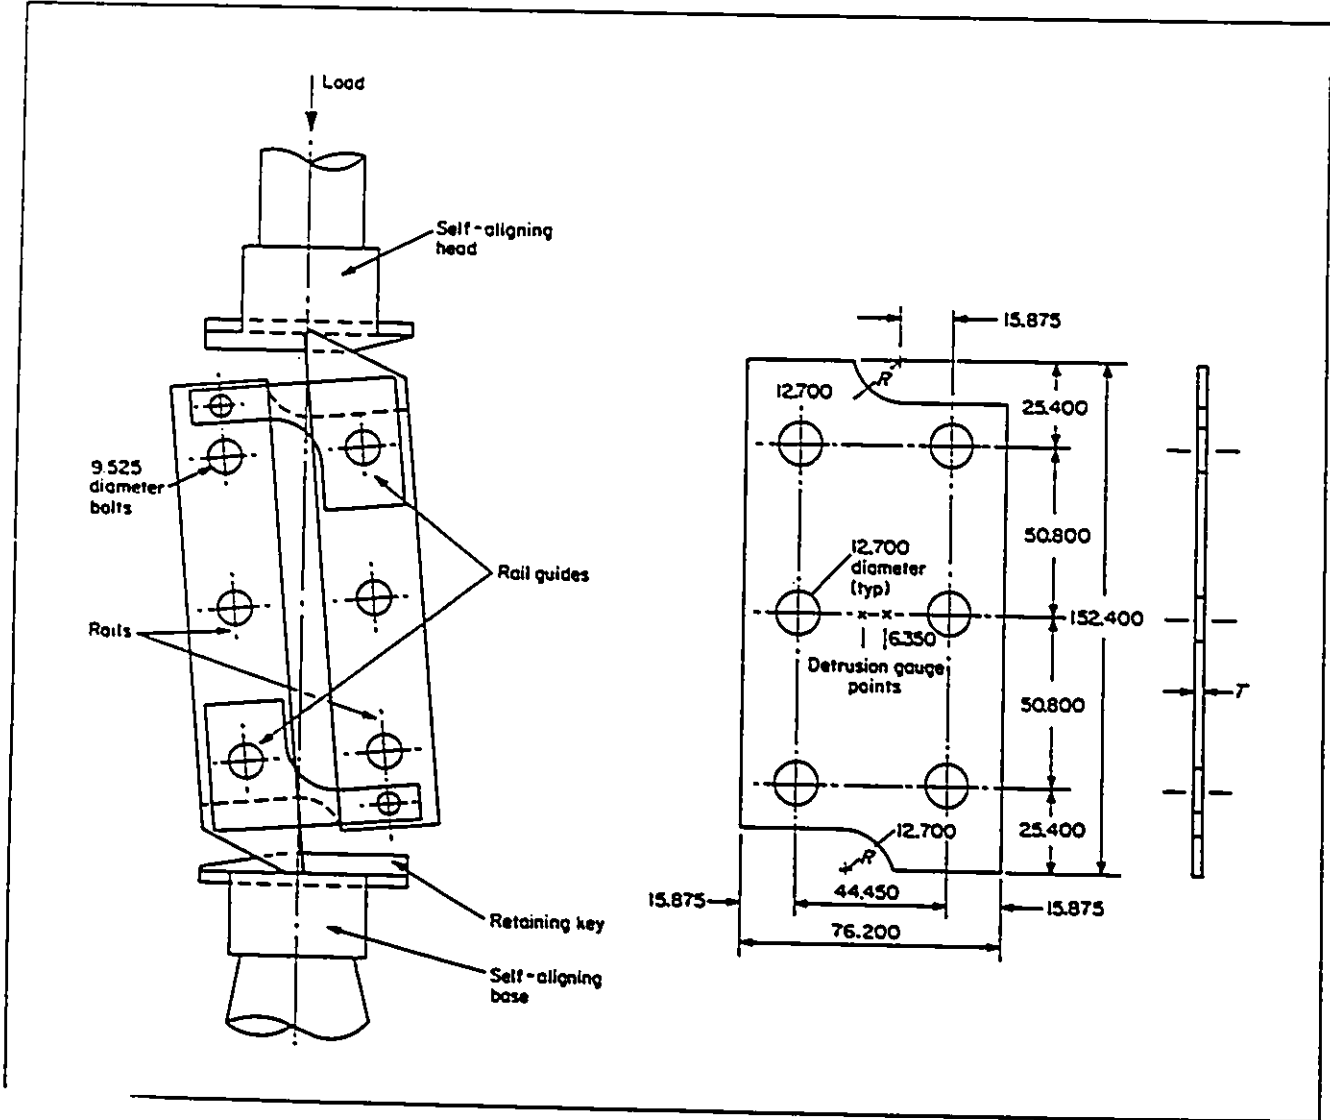 Load
Self-aligning
head
9.525
diameter
bolts
Rail guides
Rails
Retaining key
Self-aligning
base
15.875
R
12.700
25.400
50.800
12.700
diameter
(typ)
152.400
6.350
Detrusion gauge
points
T
50.800
12.700
R
25.400
15.875
44.450
15.875
76.200